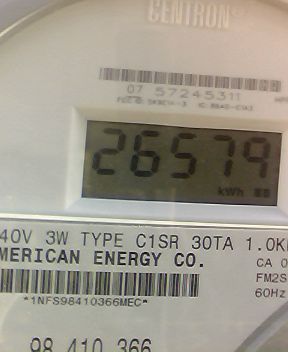 CENTRON
07 57245311
26579
kWh
40V 3W TYPE C1SR 30TA 1.0K
MERICAN ENERGY CO.
CA 0
FM2S
60Hz
*1NFS98410366MEC*
98 410 366